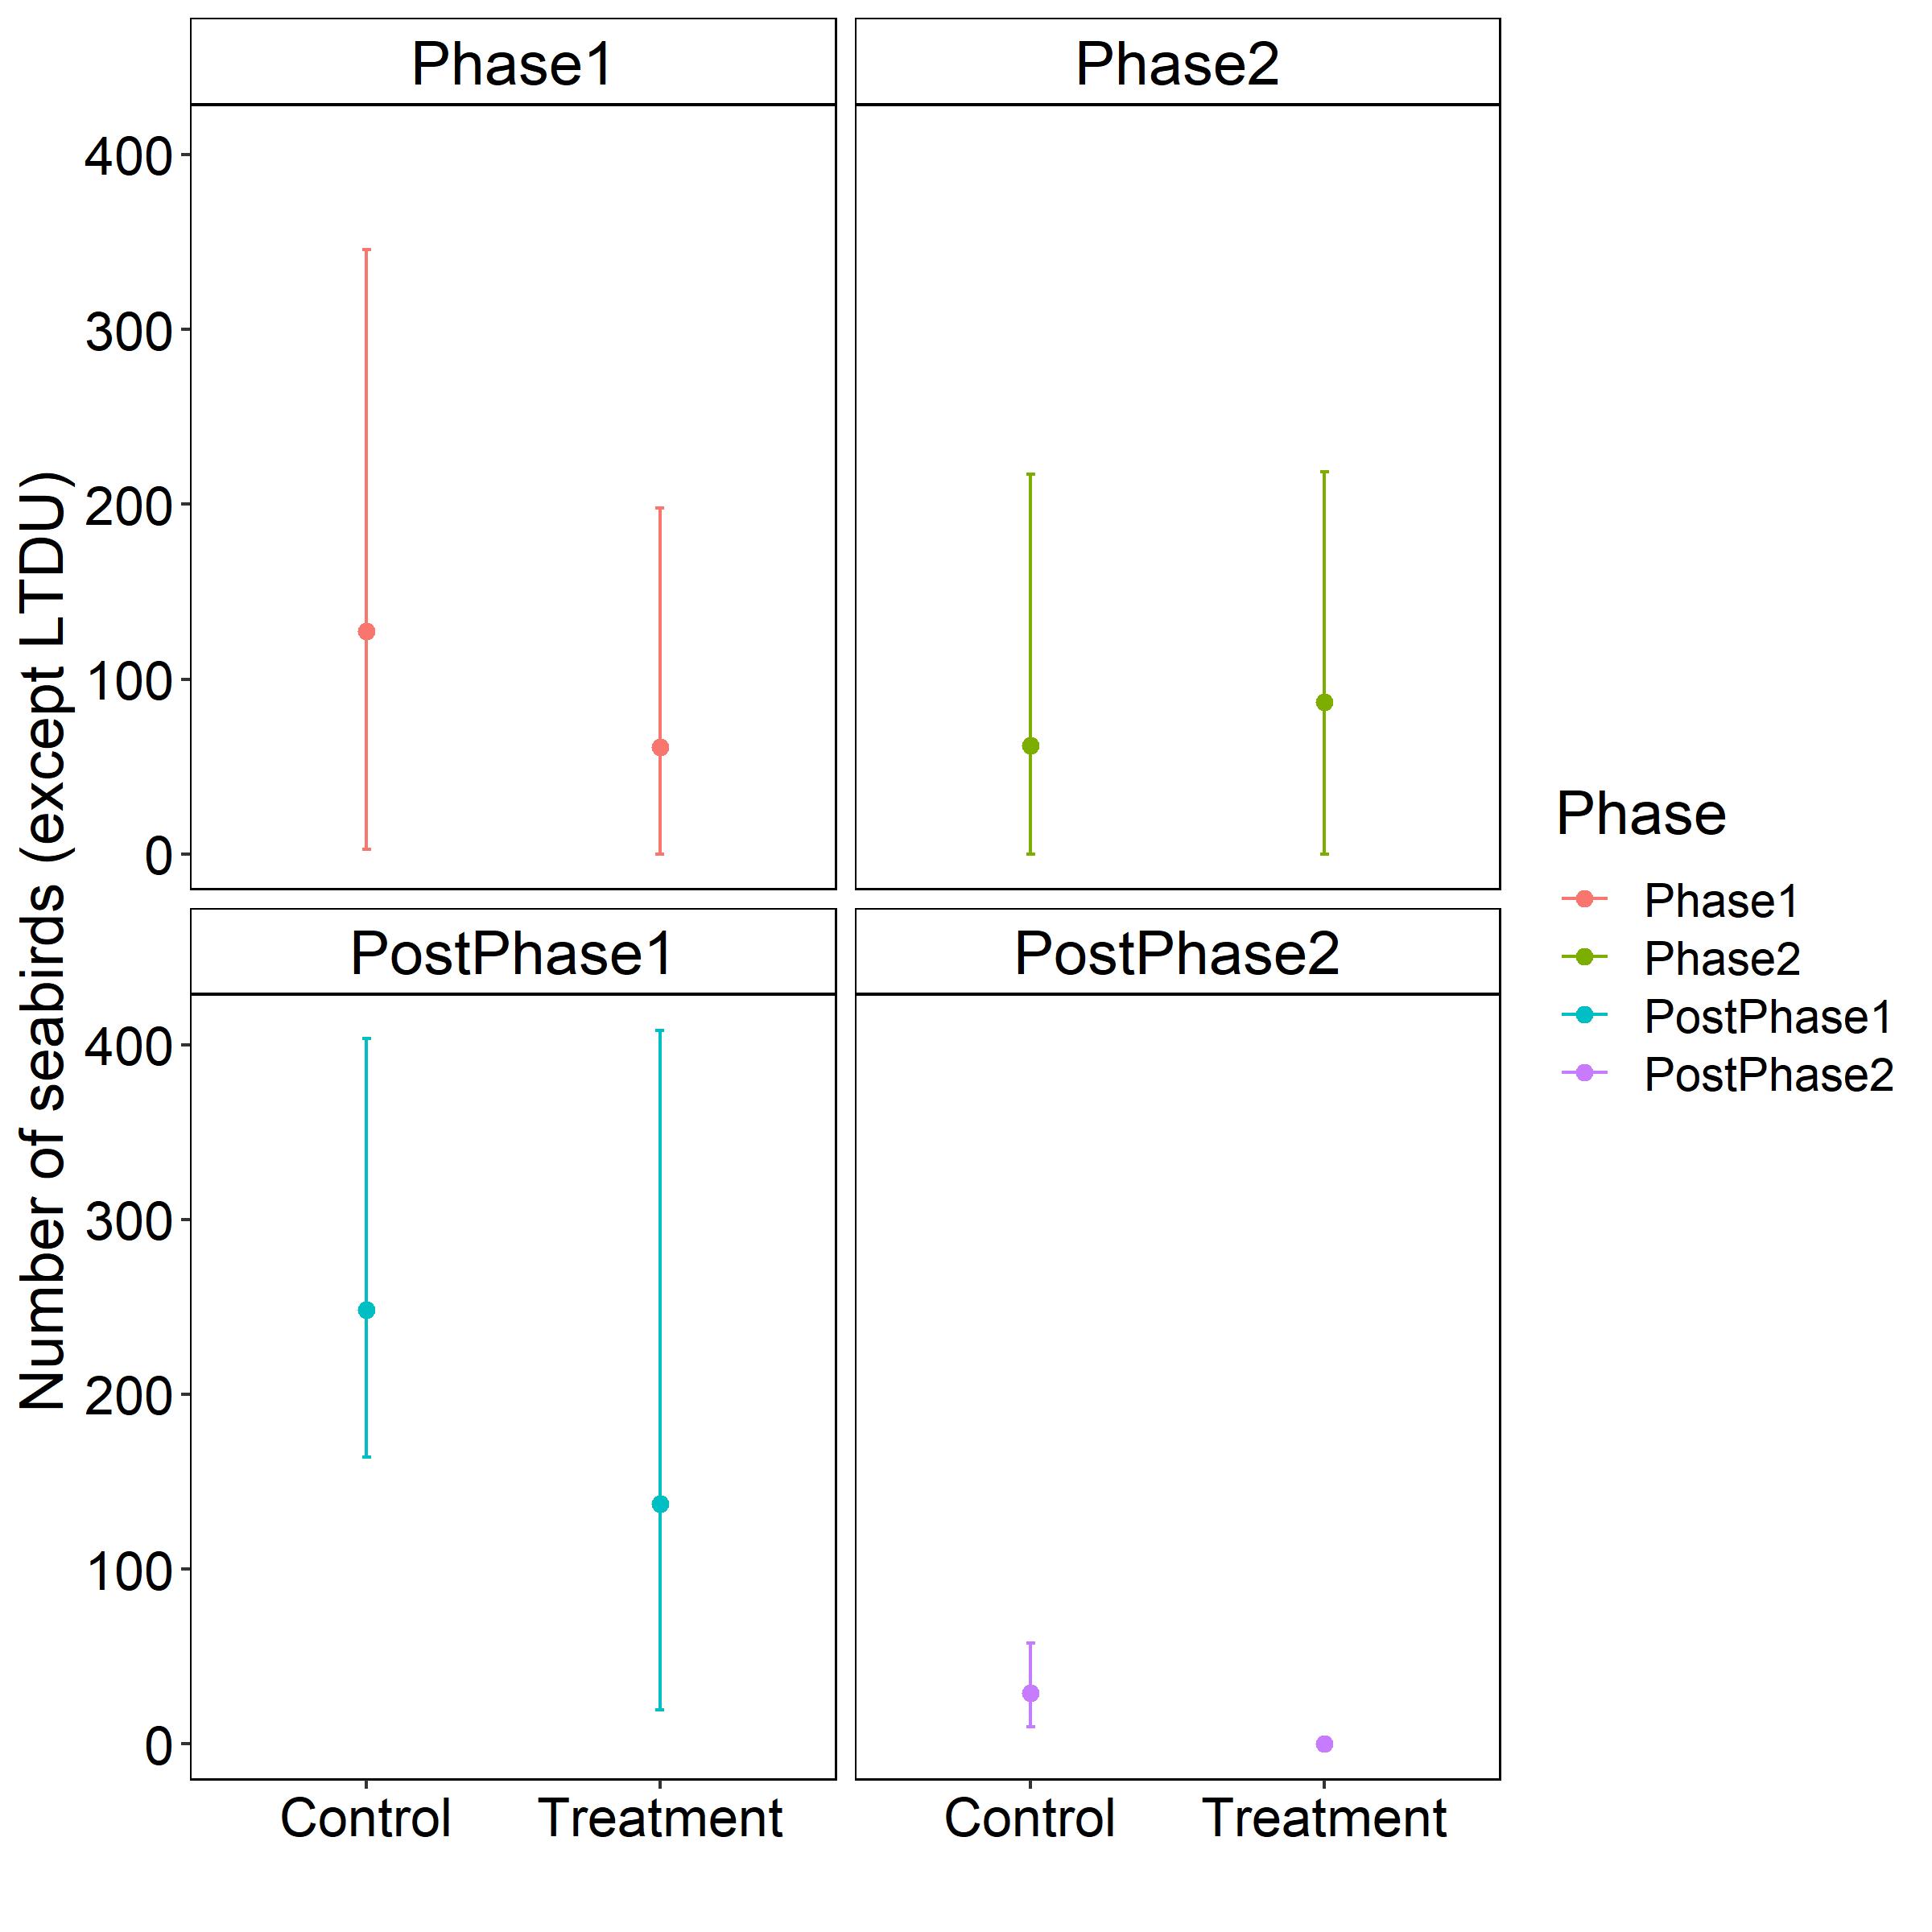 Phase1
Phase2
400
300
200
100
0
Number of seabirds (except LTDU)
PostPhase1
PostPhase2
400
300
200
100
0
Control
Treatment
Control
Treatment
Phase
Phase1
Phase2
PostPhase1
PostPhase2